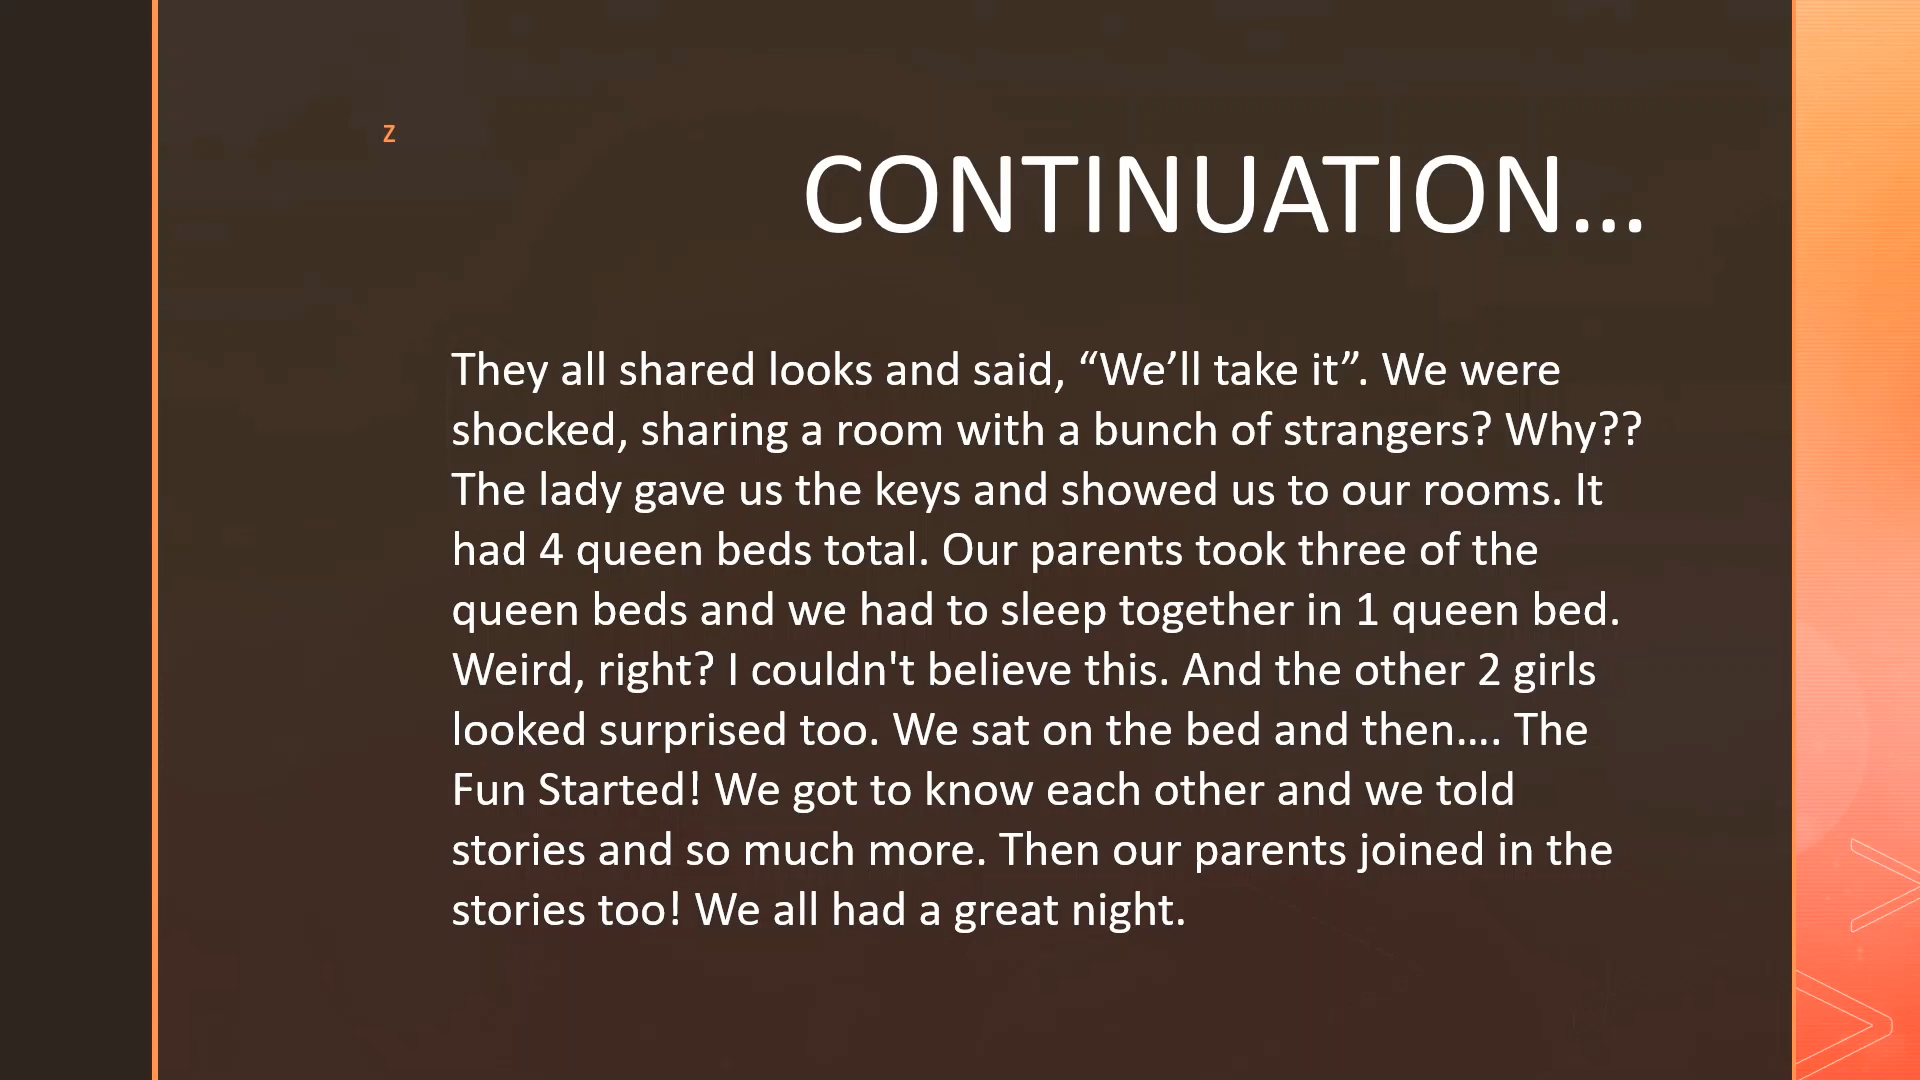 z
CONTINUATION...
They all shared looks and said, “We’ll take it”. We were
shocked, sharing a room with a bunch of strangers? Why??
The lady gave us the keys and showed us to our rooms. It
had 4 queen beds total. Our parents took three of the
queen beds and we had to sleep together in 1 queen bed.
Weird, right? I couldn't believe this. And the other 2 girls
looked surprised too. We sat on the bed and then.... The
Fun Started! We got to know each other and we told
stories and so much more. Then our parents joined in the
stories too! We all had a great night.